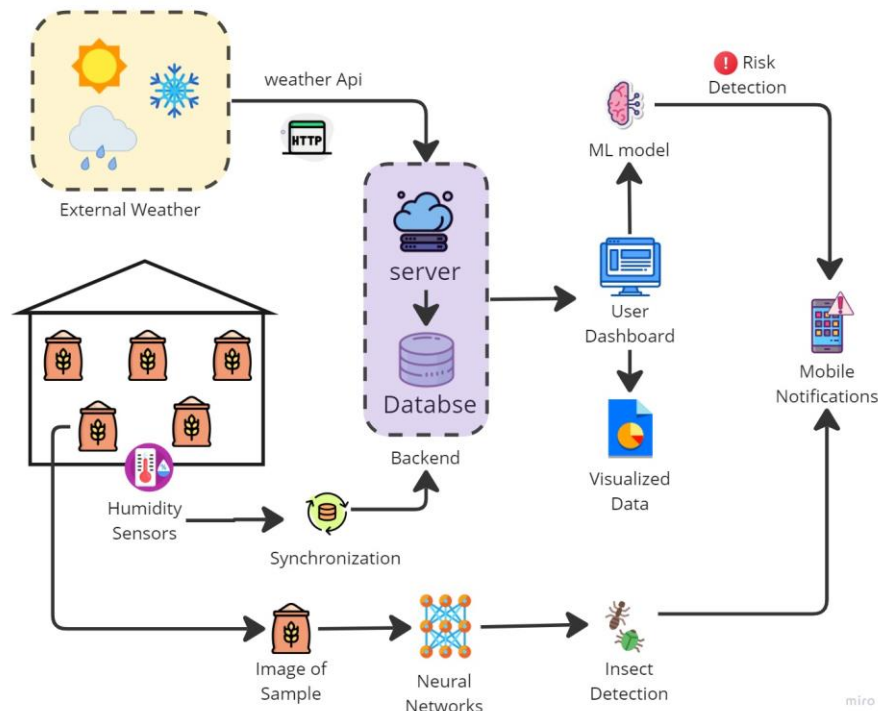 weather Api
HTTP
External Weather
Risk
Detection
ML model
server
Databse
Backend
User
Dashboard
Mobile
Notifications
Visualized
Data
Humidity
Sensors
Synchronization
Image of
Sample
Neural
Networks
Insect
Detection
miro